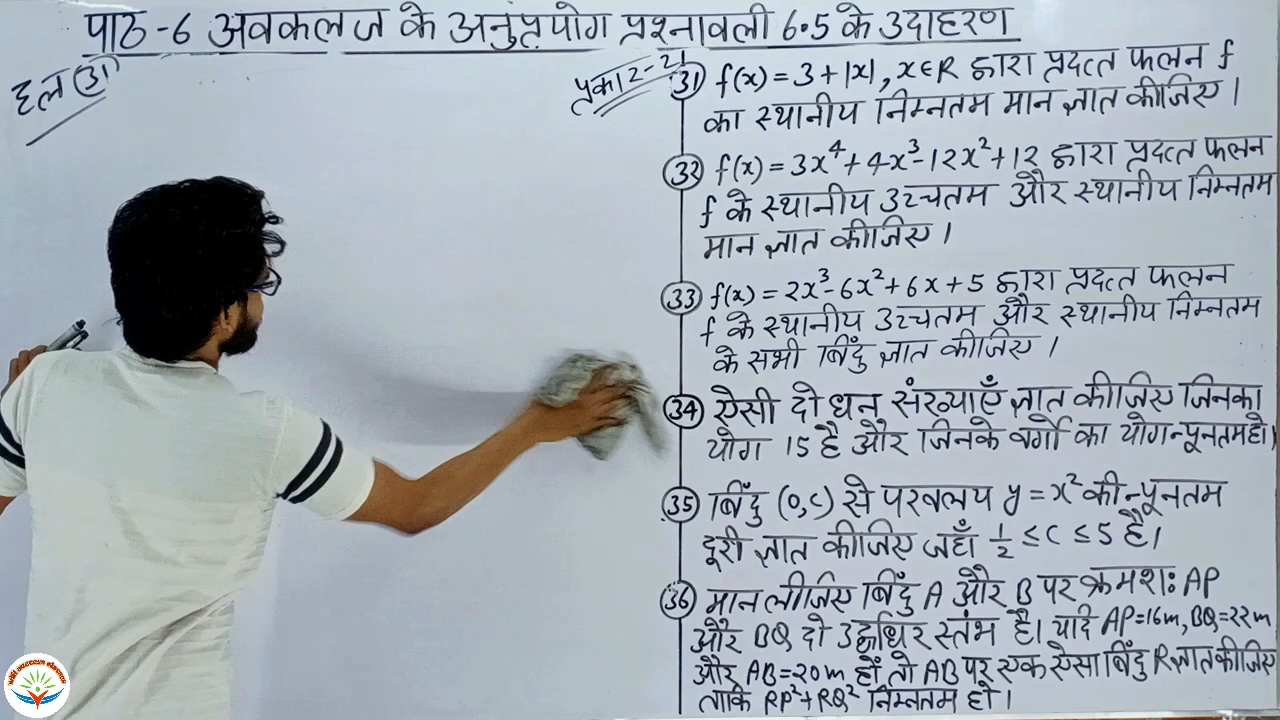 पाठ-6 अवकलज के अनुप्रयोग प्रश्नावली 6.5 के उदाहरण
हल (31)
प्रका2-21
(31) f(x) = 3+|x|, x∈R द्वारा प्रदत्त फलन f
का स्थानीय निम्नतम मान ज्ञात कीजिए।
(32) f(x) = 3x⁴+4x³-12x²+12 द्वारा प्रदत्त फलन
f के स्थानीय उच्चतम और स्थानीय निम्नतम
मान ज्ञात कीजिए।
(33) f(x) = 2x³-6x²+6x+5 द्वारा प्रदत्त फलन
f के स्थानीय उच्चतम और स्थानीय निम्नतम
के सभी बिंदु ज्ञात कीजिए।
(34) ऐसी दो धन संख्याएँ ज्ञात कीजिए जिनका
योग 15 है और जिनके वर्गों का योग न्यूनतम हो।
(35) बिंदु (0,c) से परवलय y = x² की न्यूनतम
दूरी ज्ञात कीजिए जहाँ 1/2 ≤ c ≤ 5 है।
(36) मान लीजिए बिंदु A और B पर क्रमशः AP
और BQ दो उर्द्धाधर स्तंभ है। यदि AP=16m, BQ=22m
और AB=20m हों तो AB पर एक ऐसा बिंदु R ज्ञात कीजिए
ताकि RP²+RQ² निम्नतम हो।